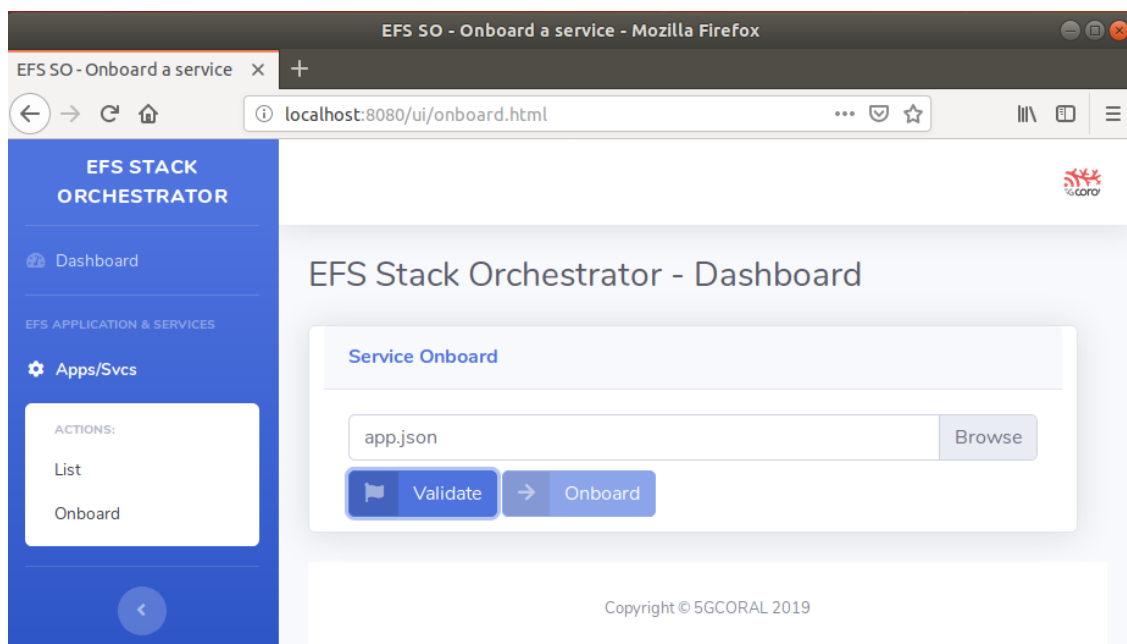 EFS SO - Onboard a service - Mozilla Firefox
EFS SO - Onboard a service
localhost:8080/ui/onboard.html
EFS STACK
ORCHESTRATOR
Dashboard
EFS APPLICATION & SERVICES
Apps/Svcs
ACTIONS:
List
Onboard
EFS Stack Orchestrator - Dashboard
Service Onboard
app.json
Browse
Validate
Onboard
Copyright © 5GCORAL 2019